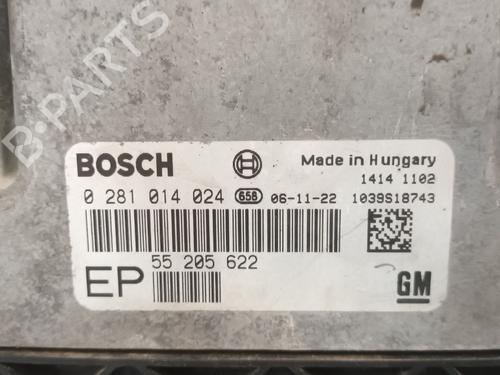 B-PARTS
BOSCH Made in Hungary
1414 1102
0 281 014 024 658 06-11-22 1039S18743
55 205 622
EP
GM